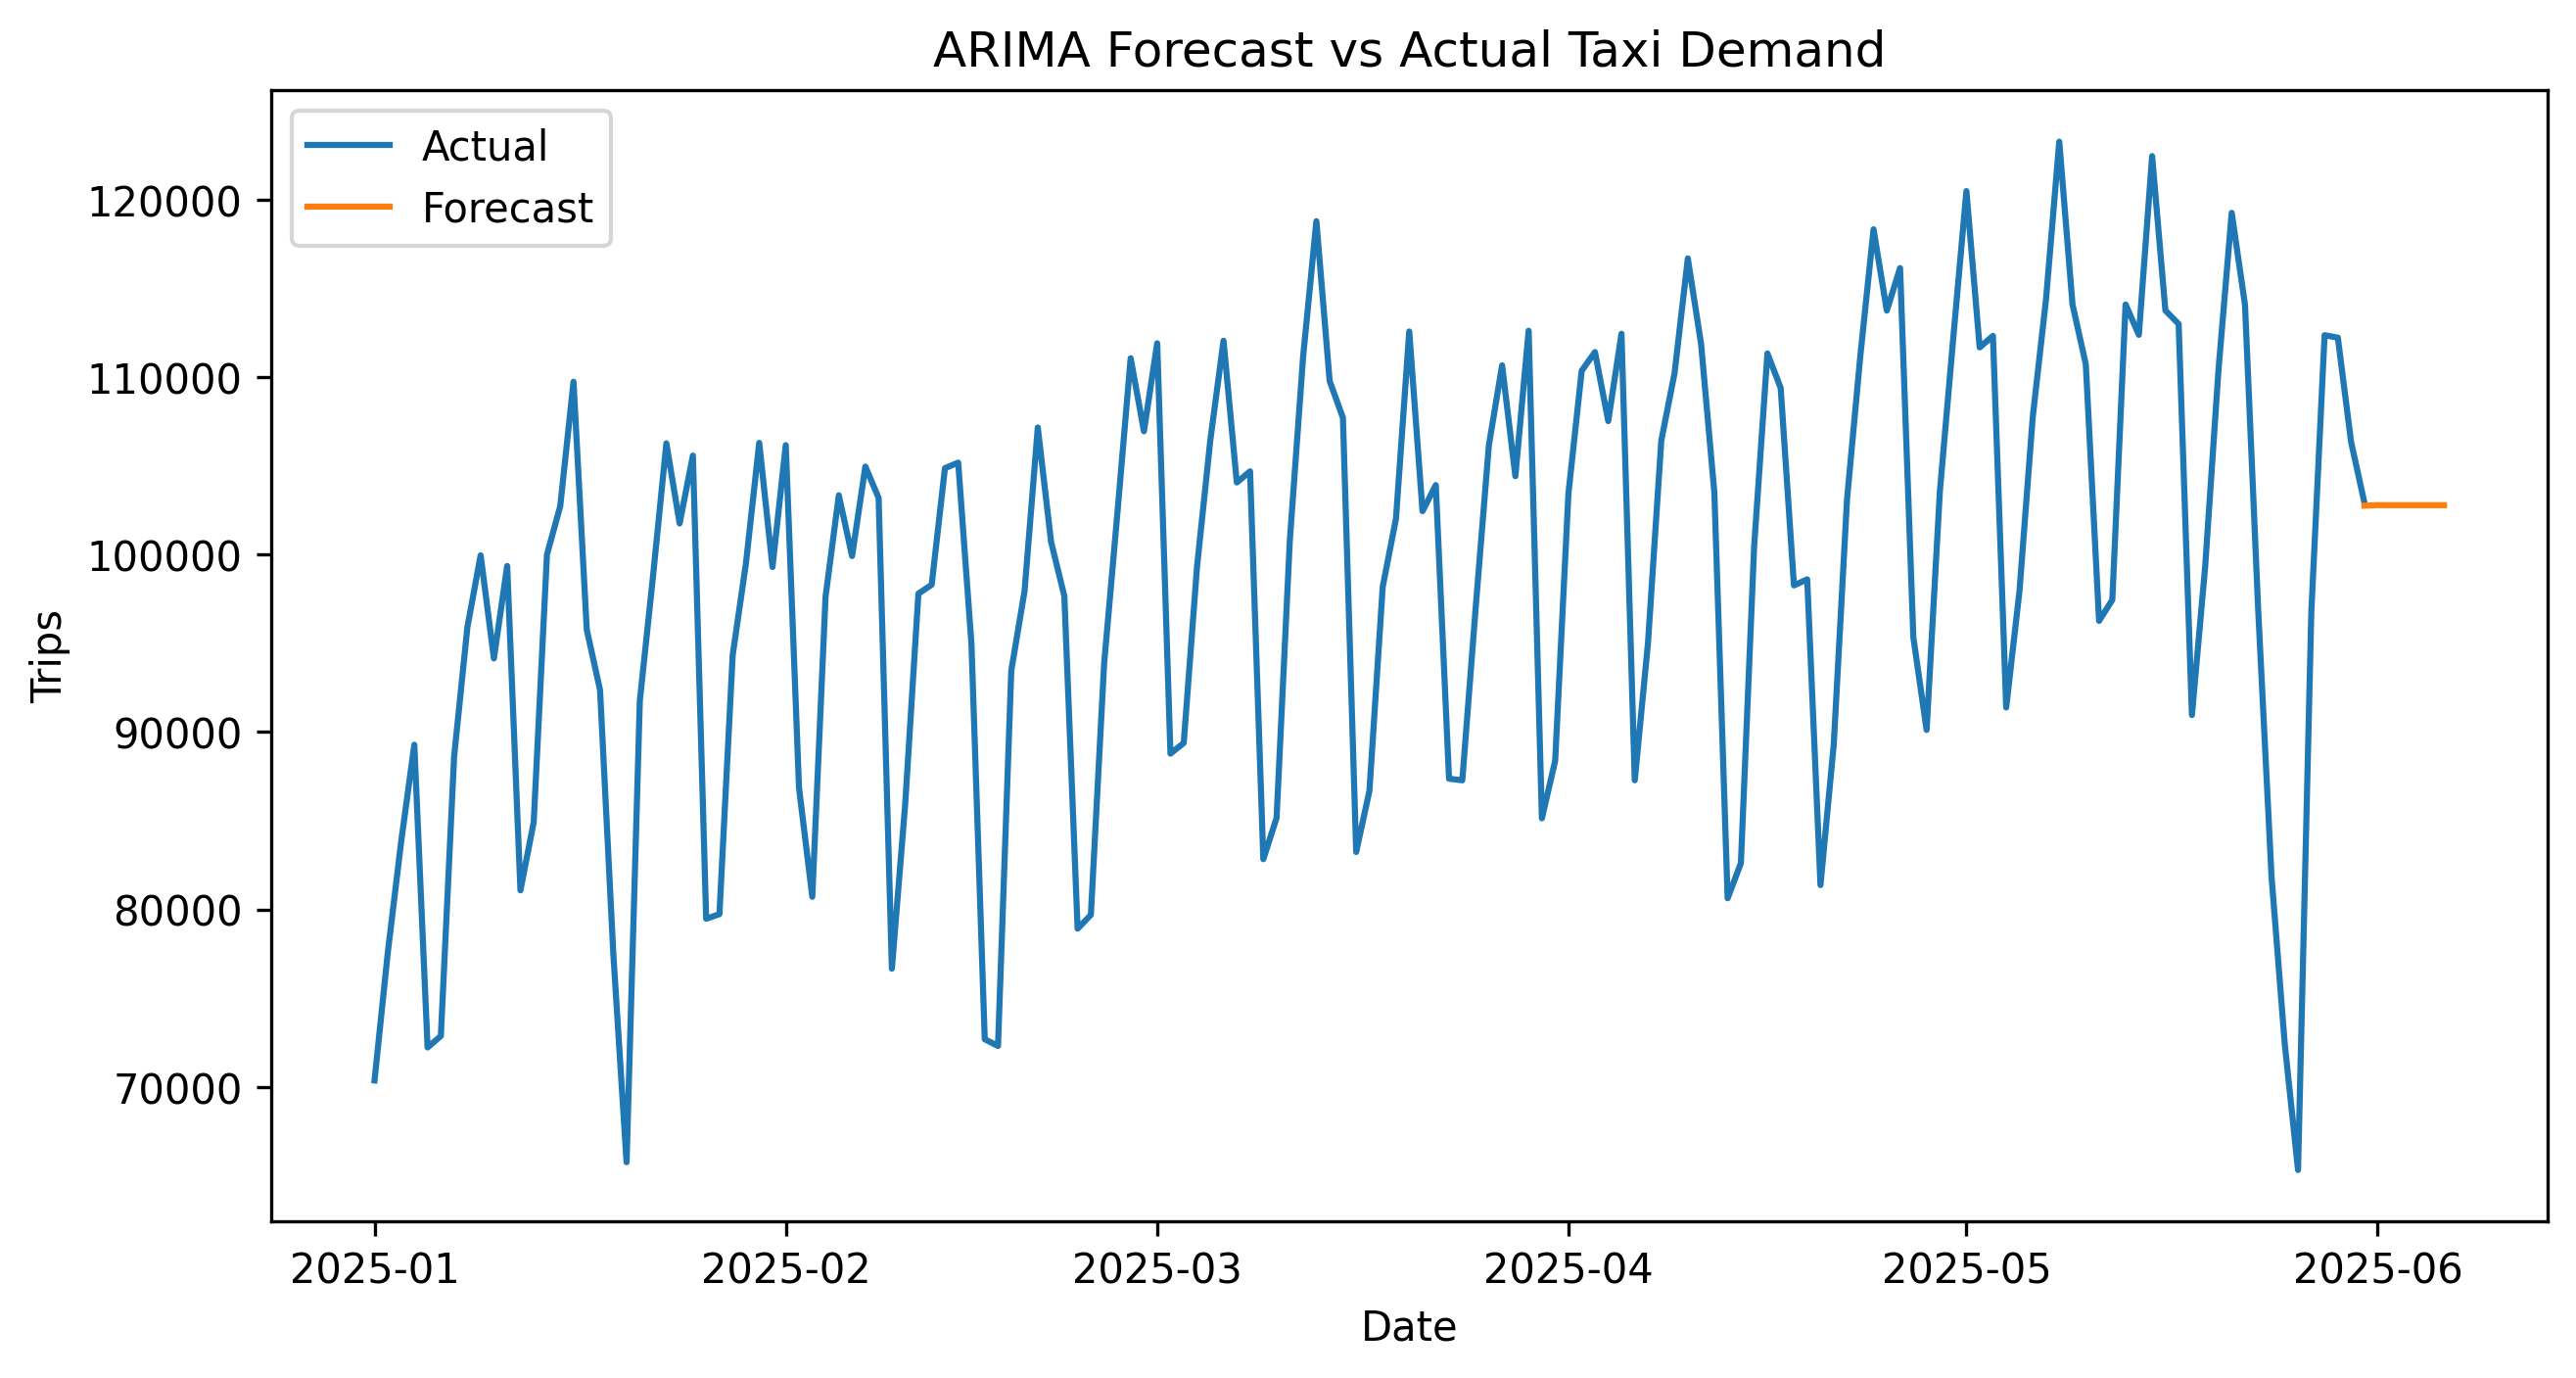 ARIMA Forecast vs Actual Taxi Demand
Actual
Forecast
120000
110000
100000
90000
80000
70000
Trips
2025-01 2025-02 2025-03 2025-04 2025-05 2025-06
Date